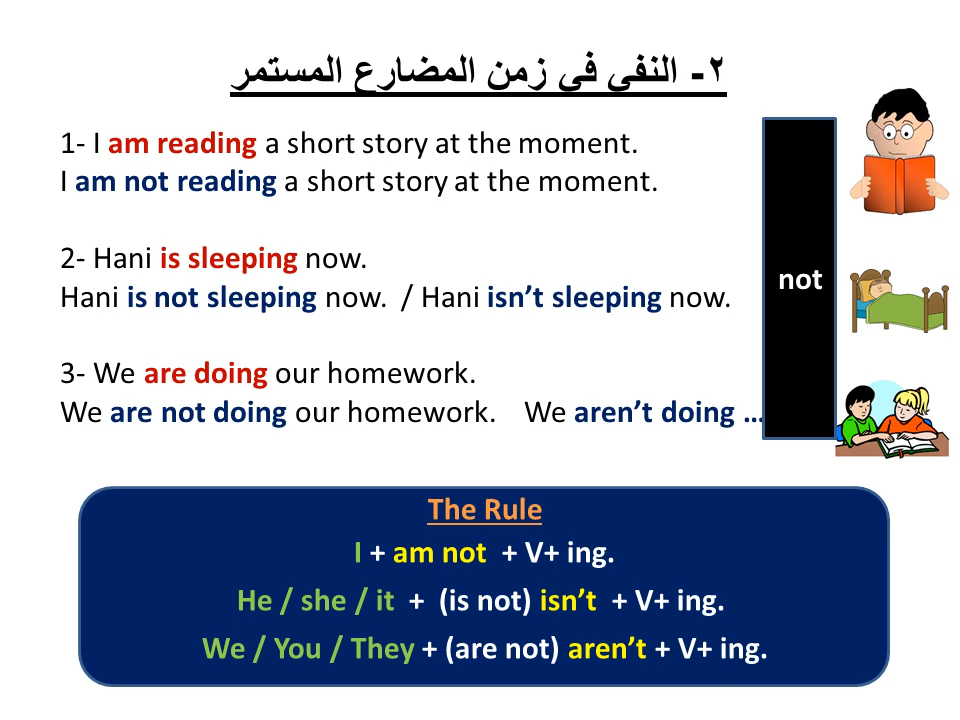 ٢- النفي في زمن المضارع المستمر
1- I am reading a short story at the moment.
I am not reading a short story at the moment.
2- Hani is sleeping now.
Hani is not sleeping now. / Hani isn’t sleeping now.
3- We are doing our homework.
We are not doing our homework. We aren’t doing …
not
The Rule
I + am not + V+ ing.
He / she / it + (is not) isn’t + V+ ing.
We / You / They + (are not) aren’t + V+ ing.